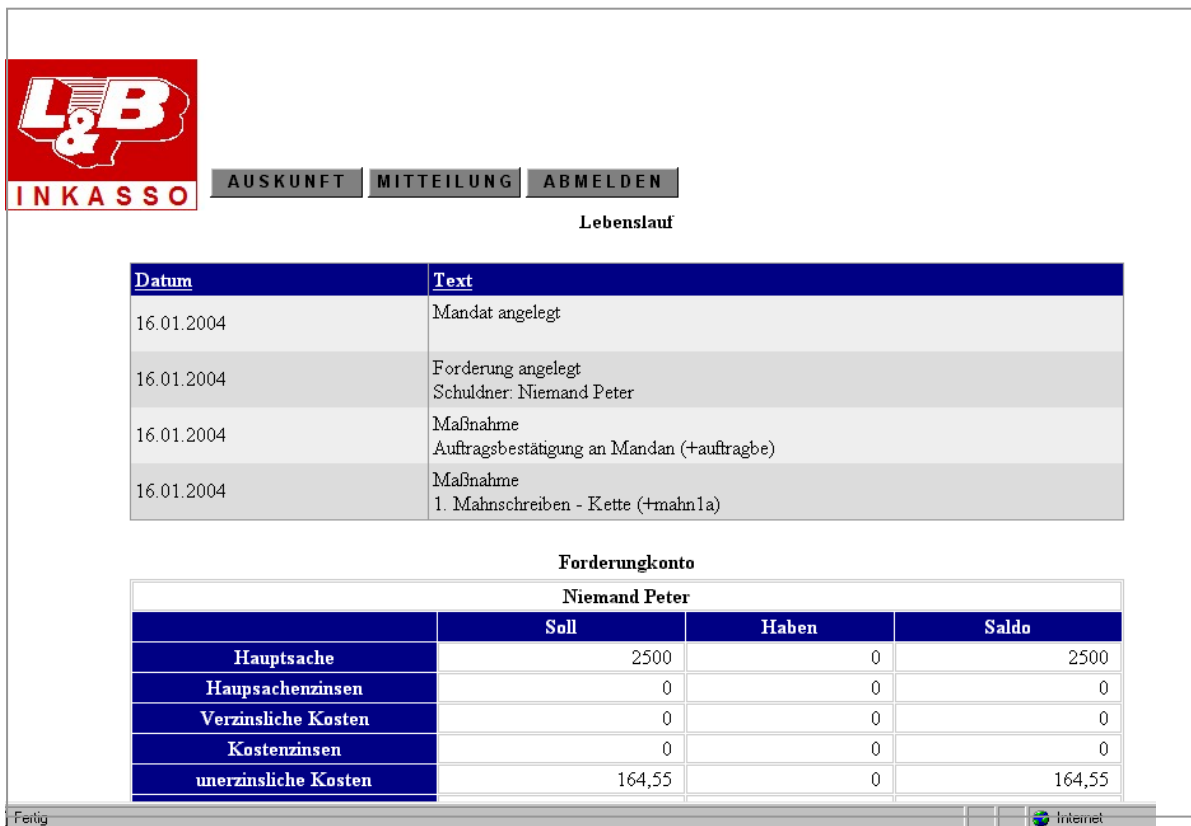 L&B
INKASSO
AUSKUNFT MITTEILUNG ABMELDEN
Lebenslauf
Datum Text
16.01.2004 Mandat angelegt
16.01.2004 Forderung angelegt
Schuldner: Niemand Peter
16.01.2004 Maßnahme
Auftragsbestätigung an Mandan (+auftragbe)
16.01.2004 Maßnahme
1. Mahnschreiben - Kette (+mahn1a)
Forderungkonto
Niemand Peter
Soll Haben Saldo
Hauptsache 2500 0 2500
Haupsachenzinsen 0 0 0
Verzinsliche Kosten 0 0 0
Kostenzinsen 0 0 0
unerzinsliche Kosten 164,55 0 164,55
Fertig Internet